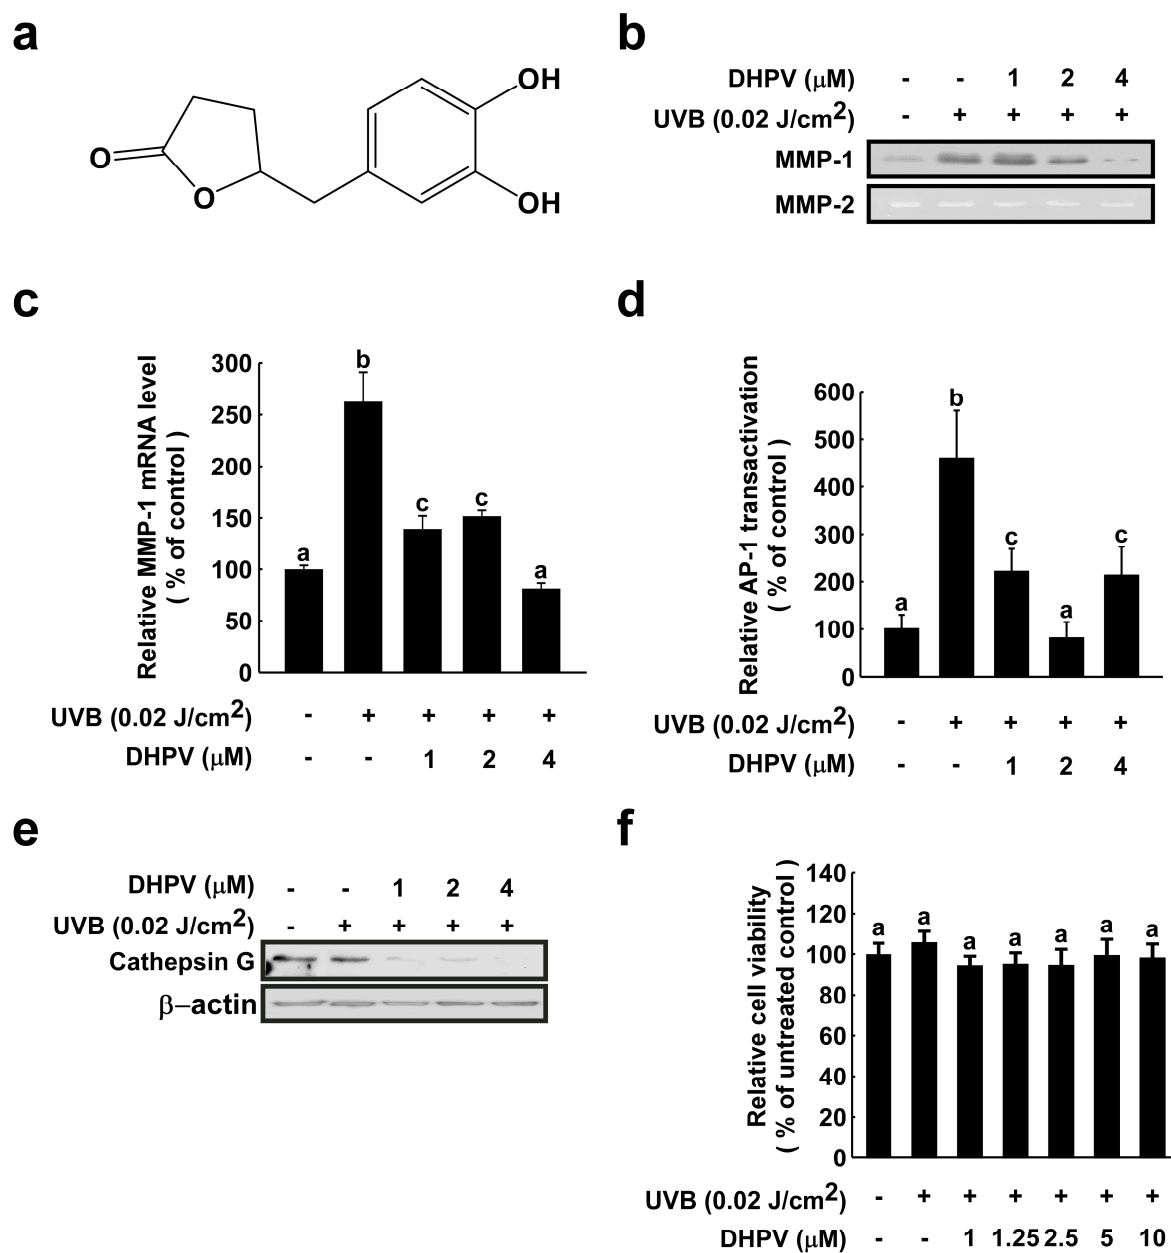 a
O
O
OH
OH
b
DHPV (μM) - - 1 2 4
UVB (0.02 J/cm2) - + + + +
MMP-1
MMP-2
c
Relative MMP-1 mRNA level
( % of control )
300
250
200
150
100
50
0
a b c c a
UVB (0.02 J/cm2) - + + + +
DHPV (μM) - - 1 2 4
d
Relative AP-1 transactivation
( % of control )
600
500
400
300
200
100
0
a b c a c
UVB (0.02 J/cm2) - + + + +
DHPV (μM) - - 1 2 4
e
DHPV (μM) - - 1 2 4
UVB (0.02 J/cm2) - + + + +
Cathepsin G
β–actin
f
Relative cell viability
( % of untreated control )
140
120
100
80
60
40
20
0
a a a a a a a
UVB (0.02 J/cm2) - + + + + + +
DHPV (μM) - - 1 1.25 2.5 5 10